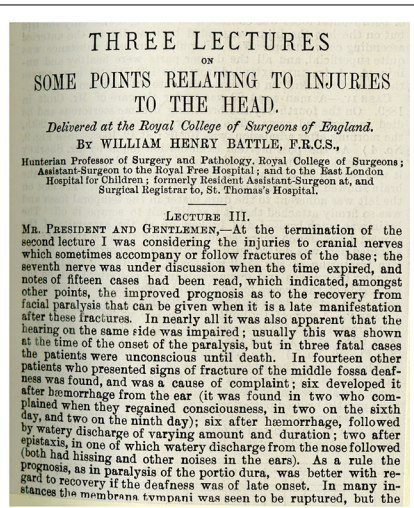 THREE LECTURES
ON
SOME POINTS RELATING TO INJURIES
TO THE HEAD.
Delivered at the Royal College of Surgeons of England.
BY WILLIAM HENRY BATTLE, F.R.C.S.,
Hunterian Professor of Surgery and Pathology, Royal College of Surgeons;
Assistant-Surgeon to the Royal Free Hospital; and to the East London
Hospital for Children; formerly Resident Assistant-Surgeon at, and
Surgical Registrar to, St. Thomas's Hospital.
LECTURE III.
MR. PRESIDENT AND GENTLEMEN,—At the termination of the
second lecture I was considering the injuries to cranial nerves
which sometimes accompany or follow fractures of the base; the
seventh nerve was under discussion when the time expired, and
notes of fifteen cases had been read, which indicated, amongst
other points, the improved prognosis as to the recovery from
facial paralysis that can be given when it is a late manifestation
after these fractures. In nearly all it was also apparent that the
hearing on the same side was impaired; usually this was shown
at the time of the onset of the paralysis, but in three fatal cases
the patients were unconscious until death. In fourteen other
patients who presented signs of fracture of the middle fossa deaf-
ness was found, and was a cause of complaint; six developed it
after hæmorrhage from the ear (it was found in two who com-
plained when they regained consciousness, in two on the sixth
day, and two on the ninth day); six after hæmorrhage, followed
by watery discharge of varying amount and duration; two after
epistaxis, in one of which watery discharge from the nose followed
(both had hissing and other noises in the ears). As a rule the
prognosis, as in paralysis of the portio dura, was better with re-
gard to recovery if the deafness was of late onset. In many in-
stances the membrana tympani was seen to be ruptured, but the